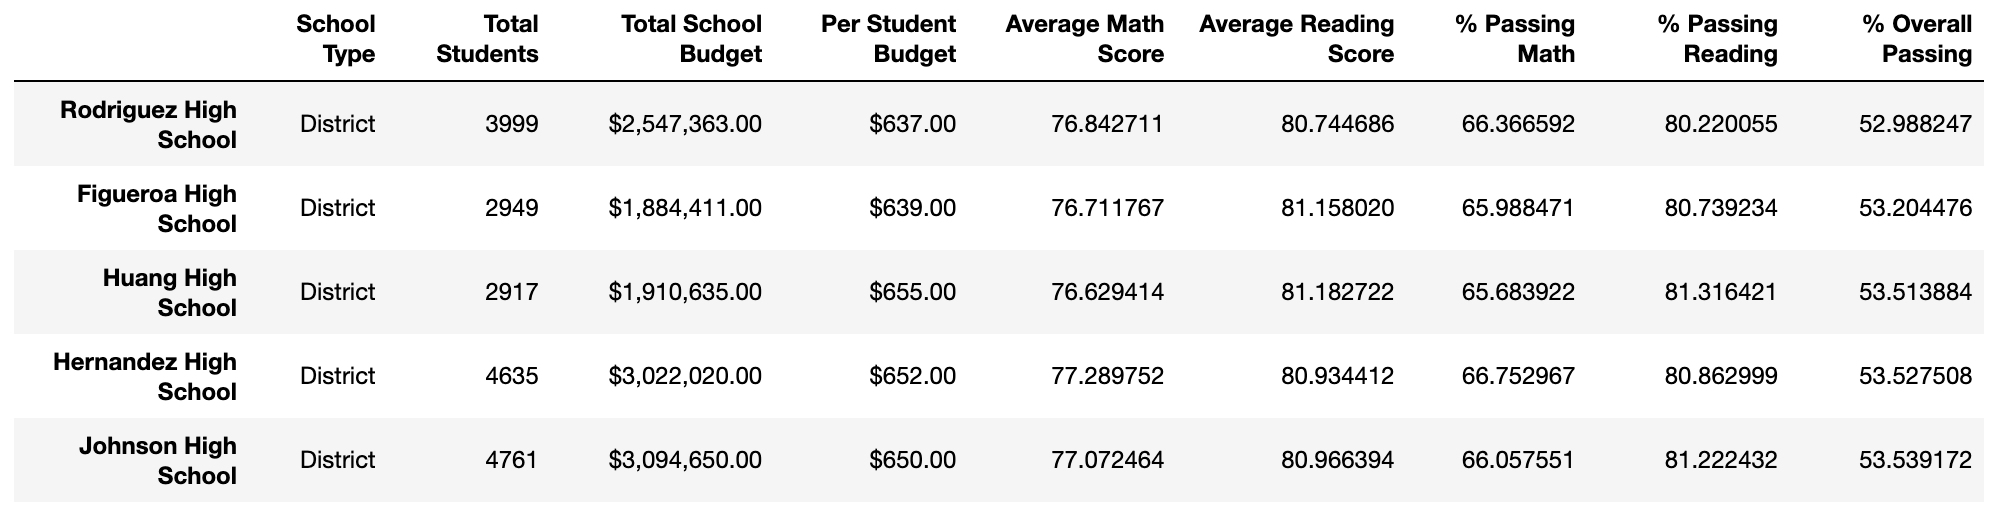 School Total Total School Per Student Average Math Average Reading % Passing % Passing % Overall
Type Students Budget Budget Score Score Math Reading Passing
Rodriguez High
School District 3999 $2,547,363.00 $637.00 76.842711 80.744686 66.366592 80.220055 52.988247
Figueroa High
School District 2949 $1,884,411.00 $639.00 76.711767 81.158020 65.988471 80.739234 53.204476
Huang High
School District 2917 $1,910,635.00 $655.00 76.629414 81.182722 65.683922 81.316421 53.513884
Hernandez High
School District 4635 $3,022,020.00 $652.00 77.289752 80.934412 66.752967 80.862999 53.527508
Johnson High
School District 4761 $3,094,650.00 $650.00 77.072464 80.966394 66.057551 81.222432 53.539172